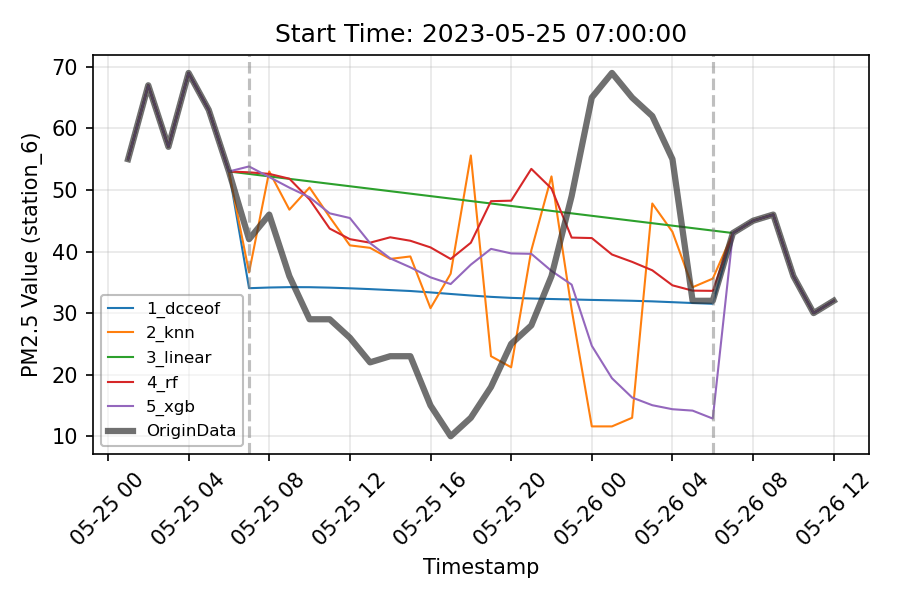 Start Time: 2023-05-25 07:00:00
PM2.5 Value (station_6)
70
60
50
40
30
20
10
1_dcceof
2_knn
3_linear
4_rf
5_xgb
OriginData
05-25 00
05-25 04
05-25 08
05-25 12
05-25 16
05-25 20
05-26 00
05-26 04
05-26 08
05-26 12
Timestamp